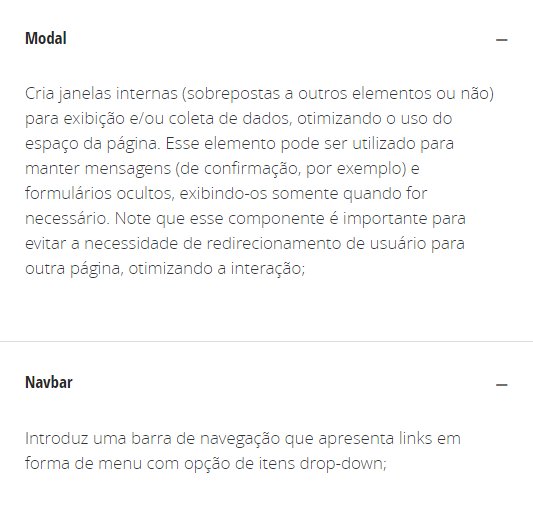 Modal
Cria janelas internas (sobrepostas a outros elementos ou não)
para exibição e/ou coleta de dados, otimizando o uso do
espaço da página. Esse elemento pode ser utilizado para
manter mensagens (de confirmação, por exemplo) e
formulários ocultos, exibindo-os somente quando for
necessário. Note que esse componente é importante para
evitar a necessidade de redirecionamento de usuário para
outra página, otimizando a interação;
Navbar
Introduz uma barra de navegação que apresenta links em
forma de menu com opção de itens drop-down;